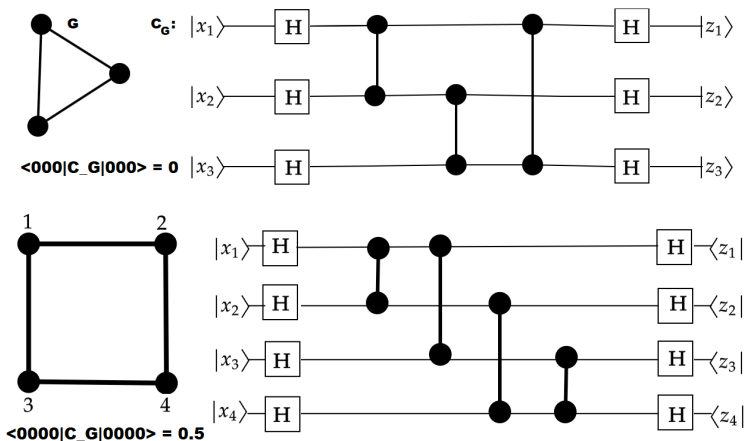 G C_G: |x₁⟩ H H |z₁⟩
|x₂⟩ H H |z₂⟩
<000|C_G|000> = 0 |x₃⟩ H H |z₃⟩
1 2
|x₁⟩ H H ⟨z₁|
|x₂⟩ H H ⟨z₂|
|x₃⟩ H H ⟨z₃|
3 4
|x₄⟩ H H ⟨z₄|
<0000|C_G|0000> = 0.5